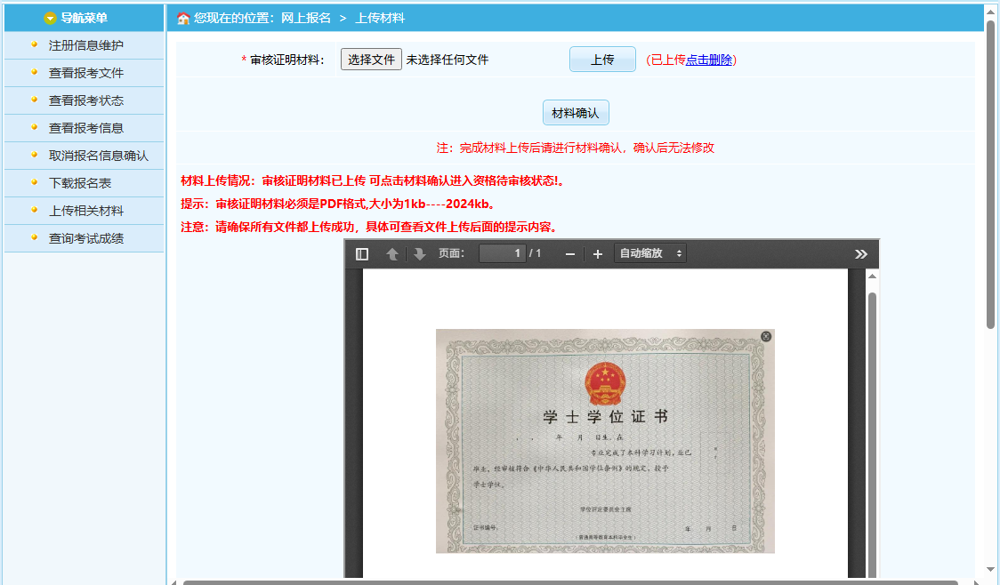 导航菜单
注册信息维护
查看报考文件
查看报考状态
查看报考信息
取消报名信息确认
下载报名表
上传相关材料
查询考试成绩
您现在的位置：网上报名 > 上传材料
* 审核证明材料： 选择文件 未选择任何文件 上传 (已上传点击删除)
材料确认
注：完成材料上传后请进行材料确认，确认后无法修改
材料上传情况：审核证明材料已上传 可点击材料确认进入资格待审核状态!。
提示：审核证明材料必须是PDF格式,大小为1kb----2024kb。
注意：请确保所有文件都上传成功，具体可查看文件上传后面的提示内容。
页面： 1 / 1 自动缩放
学士学位证书
， ， 年 月 日生。在
专业完成了本科学习计划，业已
毕业，经审核符合《中华人民共和国学位条例》的规定，授予
学士学位。
学位评定委员会主席
证书编号。 年 月 日
（普通高等教育本科毕业生）